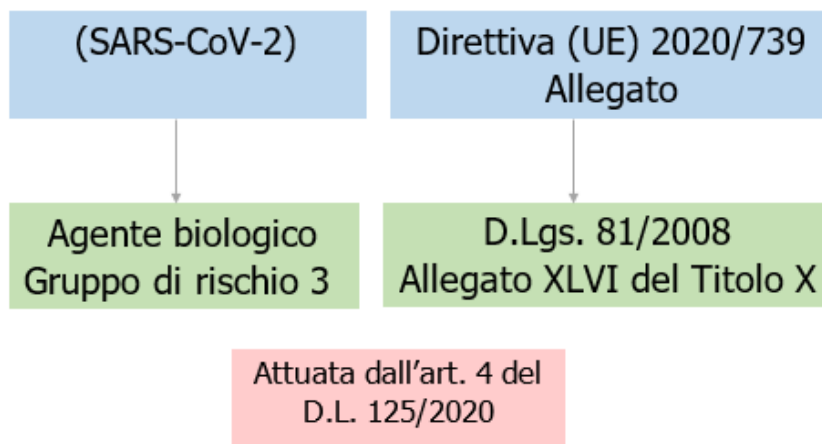 (SARS-CoV-2)
Direttiva (UE) 2020/739
Allegato
Agente biologico
Gruppo di rischio 3
D.Lgs. 81/2008
Allegato XLVI del Titolo X
Attuata dall’art. 4 del
D.L. 125/2020